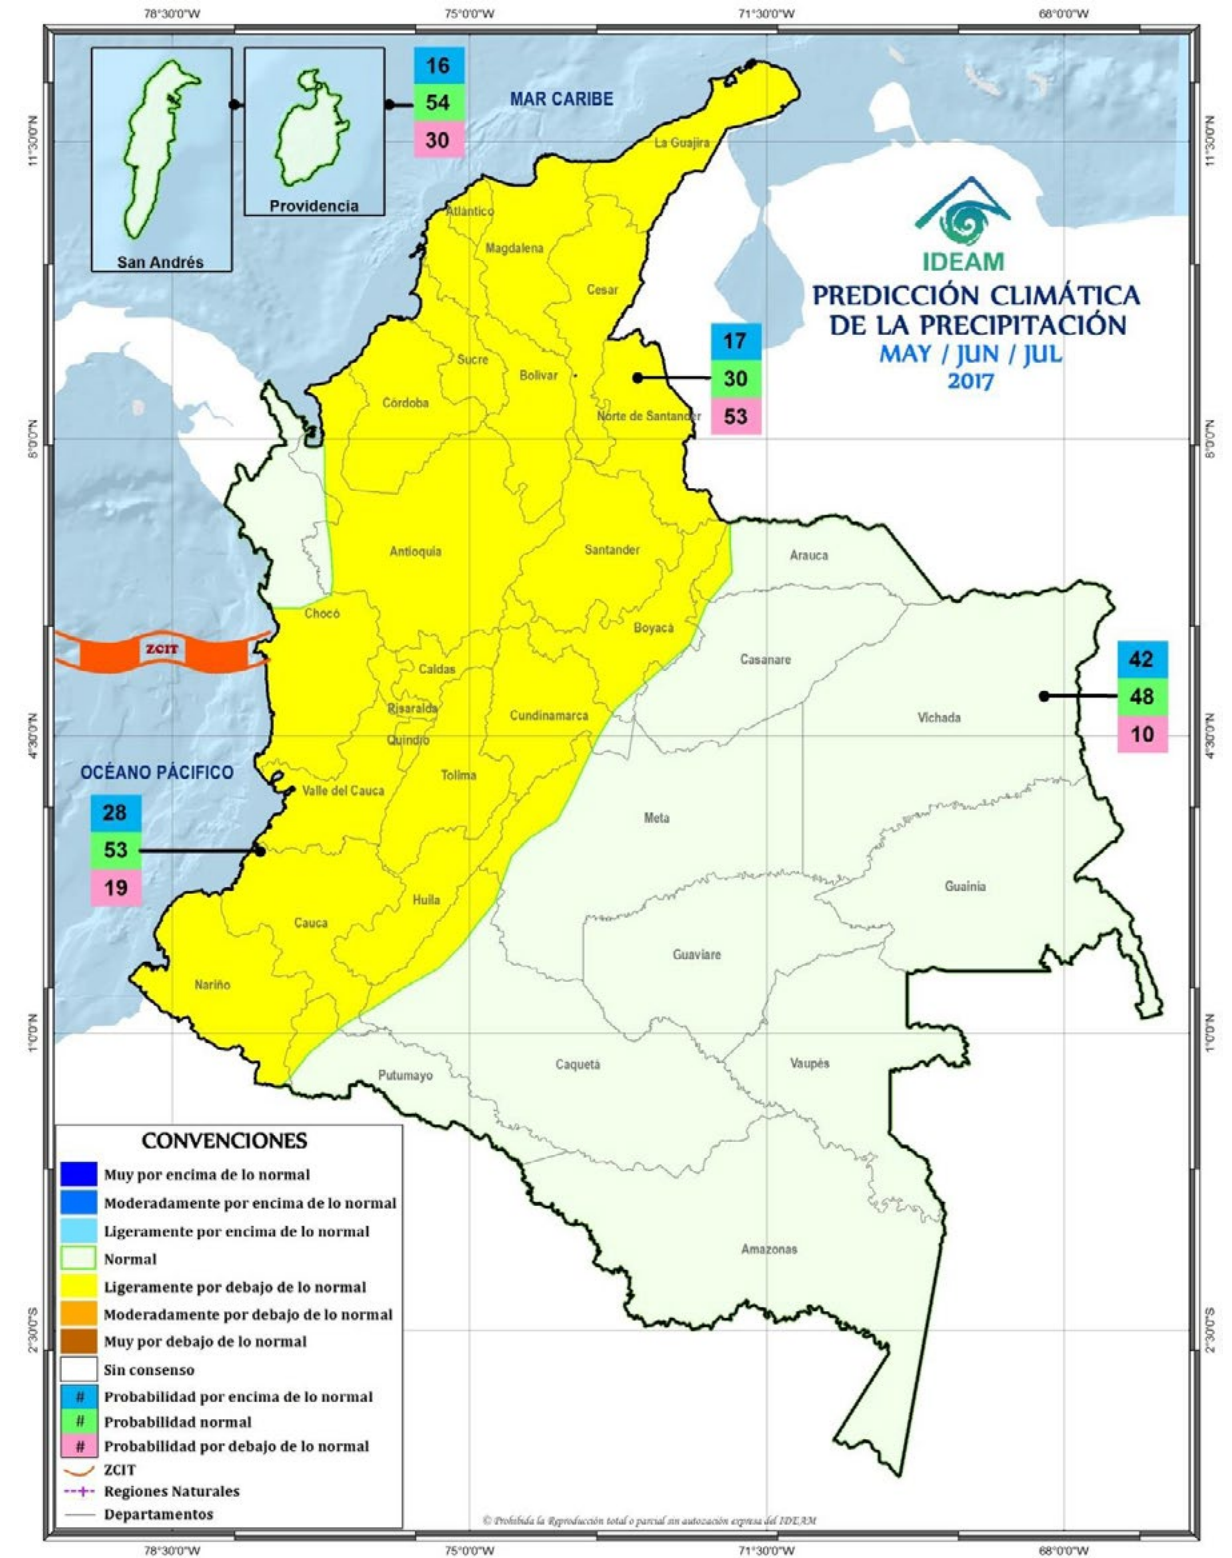 78°30'0"W 75°0'0"W 71°30'0"W 68°0'0"W
11°30'0"N
8°0'0"N
4°30'0"N
1°0'0"N
2°30'0"S
11°30'0"N
8°0'0"N
4°30'0"N
1°0'0"N
2°30'0"S
San Andrés
Providencia
16
54
30
MAR CARIBE
IDEAM
PREDICCIÓN CLIMÁTICA
DE LA PRECIPITACIÓN
MAY / JUN / JUL
2017
La Guajira
Atlántico
Magdalena
Cesar
17
30
53
Sucre
Bolivar
Córdoba
Norte de Santander
Antioquia
Santander
Arauca
Chocó
Boyacá
ZCIT
Caldas
Casanare
42
48
10
Risaralda
Cundinamarca
Vichada
Quindío
OCÉANO PÁCIFICO
Tolima
Valle del Cauca
28
53
19
Meta
Huila
Guainia
Cauca
Guaviare
Nariño
Caquetá
Vaupés
Putumayo
Amazonas
CONVENCIONES
Muy por encima de lo normal
Moderadamente por encima de lo normal
Ligeramente por encima de lo normal
Normal
Ligeramente por debajo de lo normal
Moderadamente por debajo de lo normal
Muy por debajo de lo normal
Sin consenso
# Probabilidad por encima de lo normal
# Probabilidad normal
# Probabilidad por debajo de lo normal
ZCIT
Regiones Naturales
Departamentos
© Prohibida la Reproducción total o parcial sin autozación expresa del IDEAM
78°30'0"W 75°0'0"W 71°30'0"W 68°0'0"W